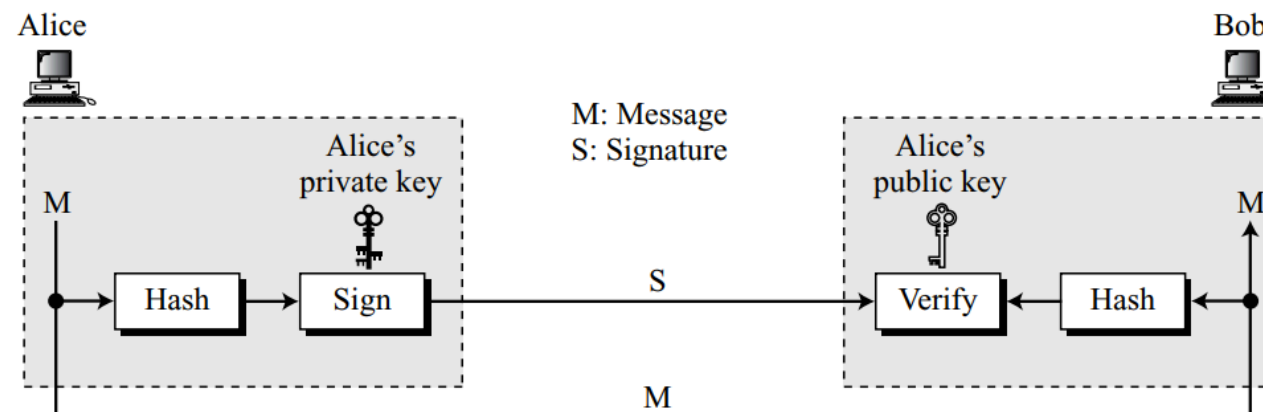 Alice
Bob
M: Message
S: Signature
Alice’s
private key
Alice’s
public key
M
M
Hash
Sign
S
Verify
Hash
M